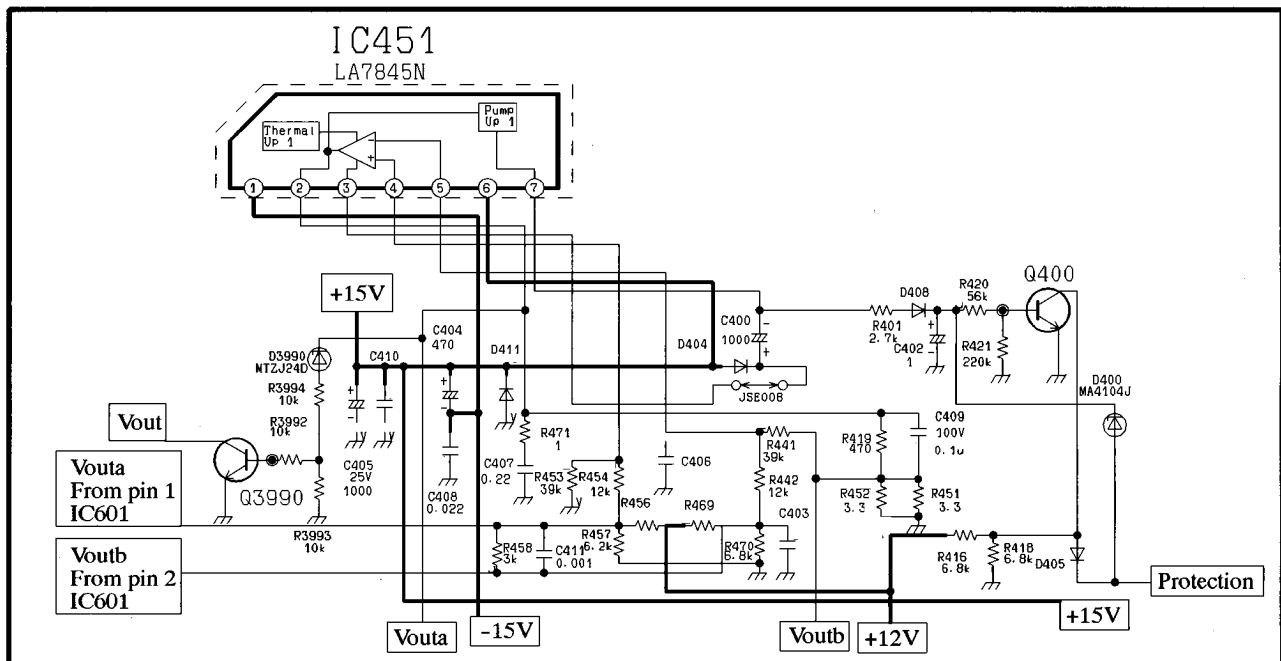 IC451
LA7845N
Pump
Up 1
Thermal
Up 1
1
2
3
4
5
6
7
Q400
+15V
D408
R420
56k
C404
470
C400
1000
R401
2.7k
C402
1
R421
220k
D3990
MTZJ24D
C410
D411
D404
D400
MA4104J
R3994
10k
JSE008
R3992
10k
Vout
R471
1
R441
39k
R419
470
C409
100V
0.1u
Vouta
From pin 1
IC601
Q3990
C405
25V
1000
C408
0.022
C407
0.22
R453
39k
R454
12k
C406
R442
12k
R452
3.3
R451
3.3
R456
R469
C403
R3993
10k
Voutb
From pin 2
IC601
R458
3k
C411
0.001
R457
6.2k
R470
6.8k
R416
6.8k
R418
6.8k
D405
Protection
Vouta
-15V
Voutb
+12V
+15V